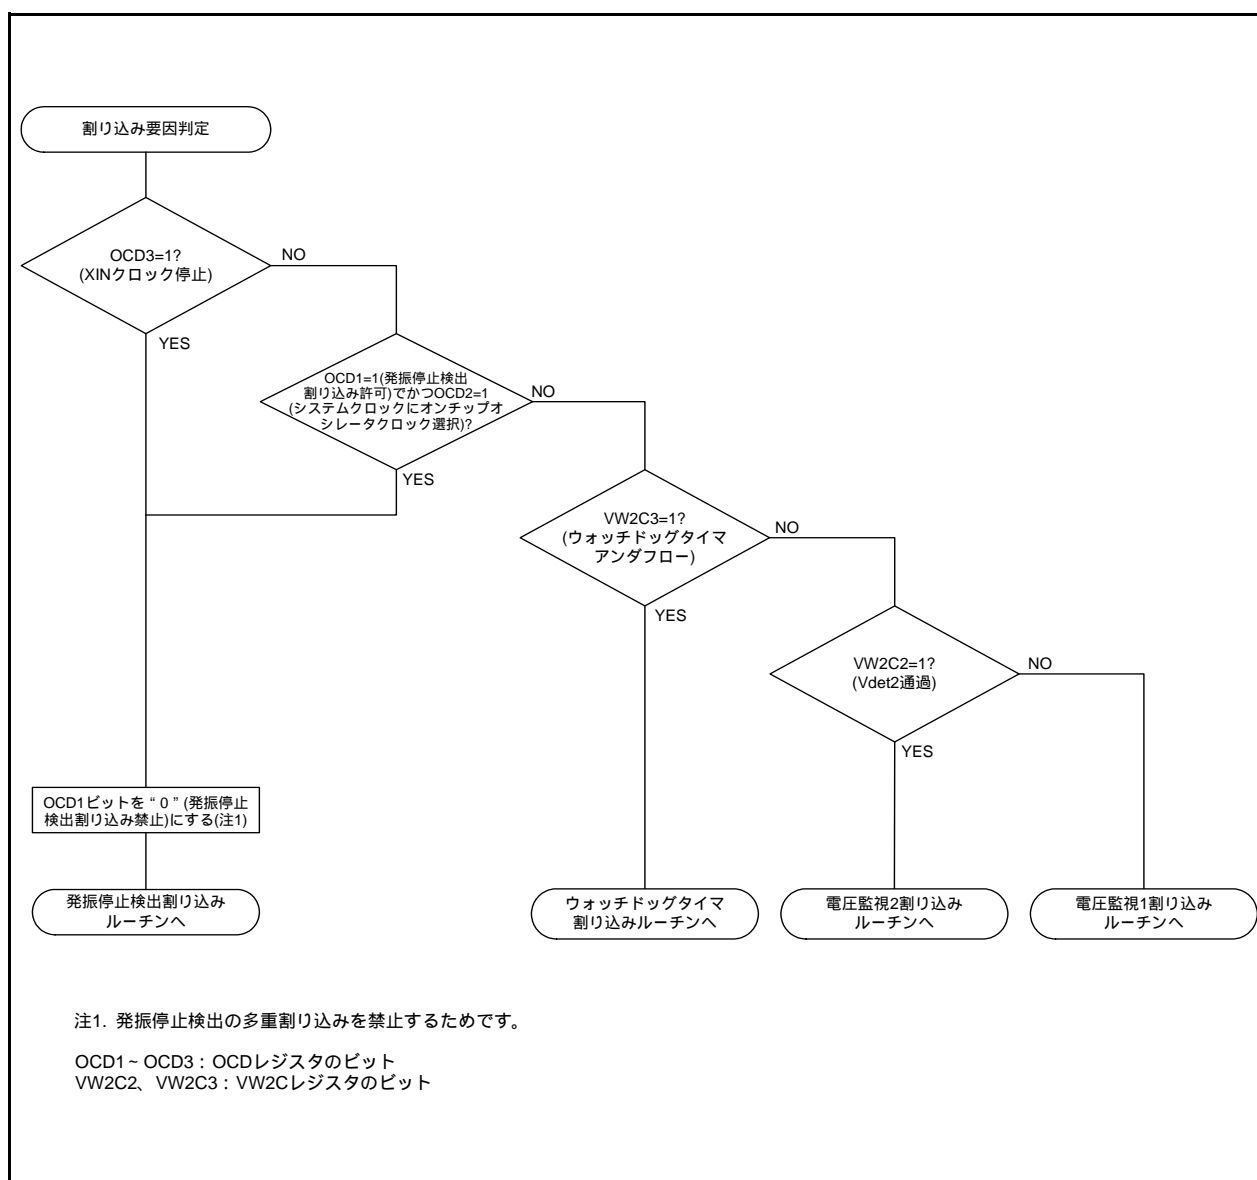 割り込み要因判定
OCD3=1?
(XINクロック停止)
NO
YES
OCD1=1(発振停止検出
割り込み許可)でかつOCD2=1
(システムクロックにオンチップオ
シレータクロック選択)?
NO
YES
VW2C3=1?
(ウォッチドッグタイマ
アンダフロー)
NO
YES
VW2C2=1?
(Vdet2通過)
NO
YES
OCD1ビットを“0”(発振停止
検出割り込み禁止)にする(注1)
発振停止検出割り込み
ルーチンへ
ウォッチドッグタイマ
割り込みルーチンへ
電圧監視2割り込み
ルーチンへ
電圧監視1割り込み
ルーチンへ
注1. 発振停止検出の多重割り込みを禁止するためです。
OCD1~OCD3:OCDレジスタのビット
VW2C2、VW2C3:VW2Cレジスタのビット